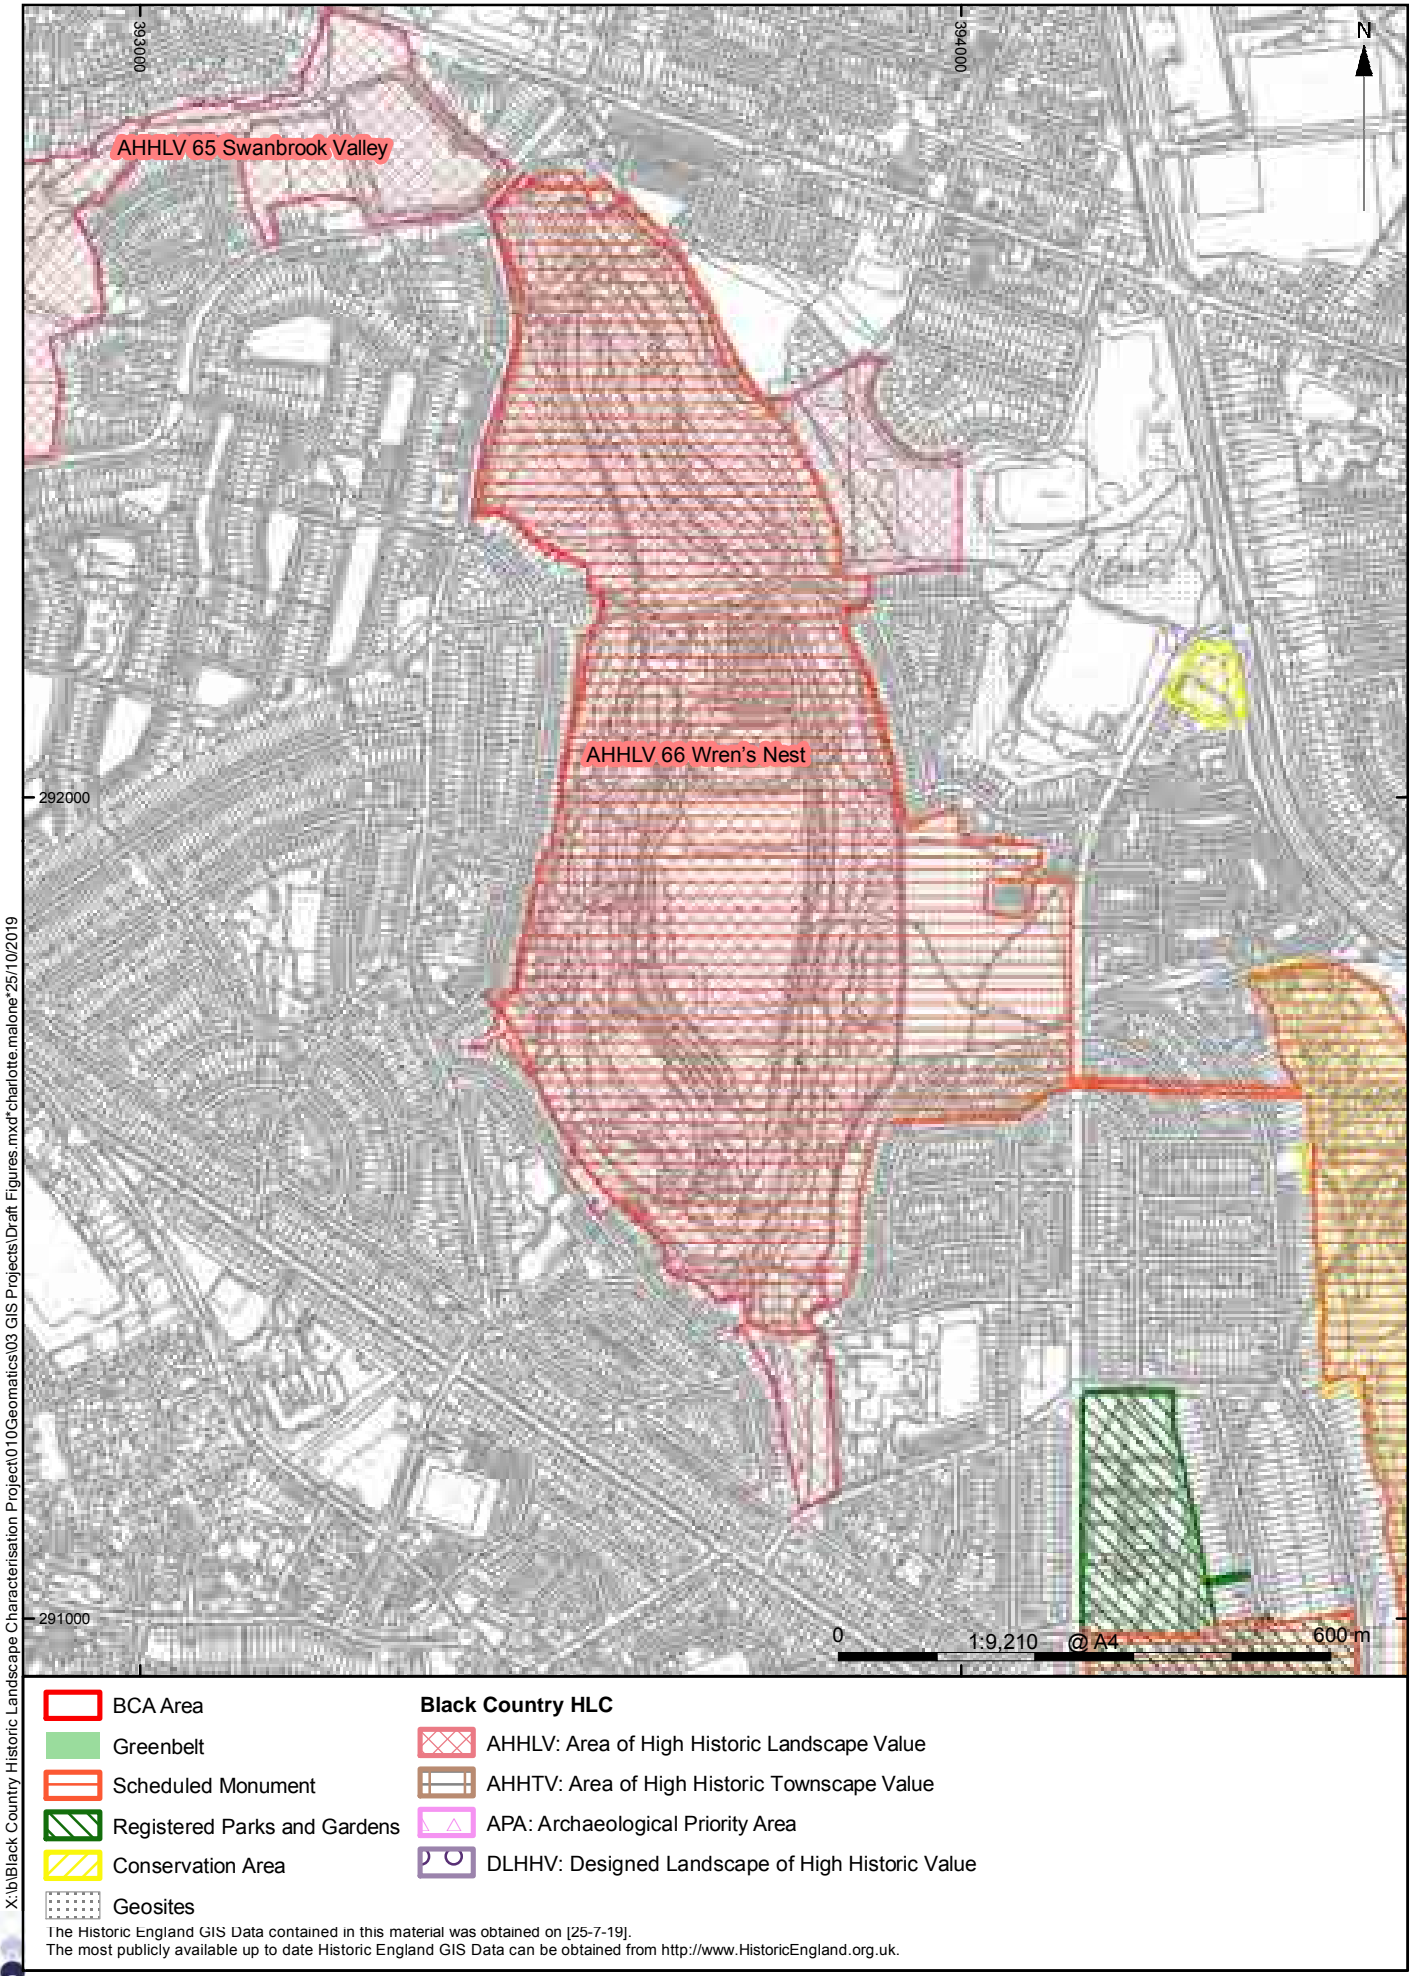 393000
394000
N
AHHLV 65 Swanbrook Valley
AHHLV 66 Wren's Nest
292000
291000
0 1:9,210 @ A4 600 m
X:\b\Black Country Historic Landscape Characterisation Project\010Geomatics\03 GIS Projects\Draft Figures.mxd*charlotte.malone*25/10/2019
BCA Area
Greenbelt
Scheduled Monument
Registered Parks and Gardens
Conservation Area
Geosites
Black Country HLC
AHHLV: Area of High Historic Landscape Value
AHHTV: Area of High Historic Townscape Value
APA: Archaeological Priority Area
DLHHV: Designed Landscape of High Historic Value
The Historic England GIS Data contained in this material was obtained on [25-7-19].
The most publicly available up to date Historic England GIS Data can be obtained from http://www.HistoricEngland.org.uk.